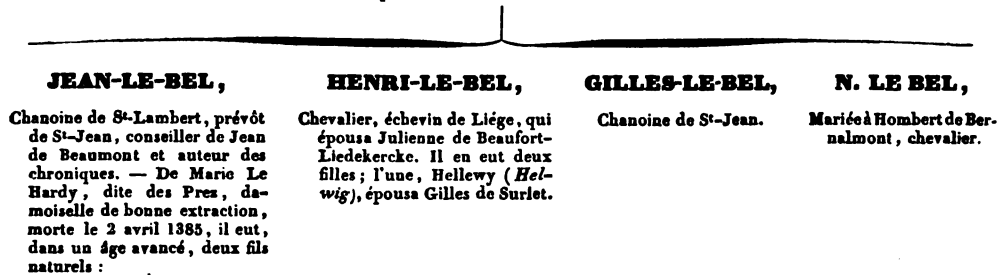 JEAN-LE-BEL,
Chanoine de St-Lambert, prévôt
de St-Jean, conseiller de Jean
de Beaumont et auteur des
chroniques. — De Marie Le
Hardy, dite des Prez, da-
moiselle de bonne extraction,
morte le 2 avril 1385, il eut,
dans un âge avancé, deux fils
naturels :
HENRI-LE-BEL,
Chevalier, échevin de Liége, qui
épousa Julienne de Beaufort-
Liedekercke. Il en eut deux
filles; l'une, Hellewy (Hel-
wig), épousa Gilles de Surlet.
GILLES-LE-BEL,
Chanoine de St-Jean.
N. LE BEL,
Mariée à Hombert de Ber-
nalmont, chevalier.